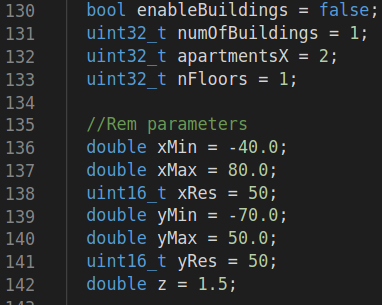 130 bool enableBuildings = false;
131 uint32_t numOfBuildings = 1;
132 uint32_t apartmentsX = 2;
133 uint32_t nFloors = 1;
134
135 //Rem parameters
136 double xMin = -40.0;
137 double xMax = 80.0;
138 uint16_t xRes = 50;
139 double yMin = -70.0;
140 double yMax = 50.0;
141 uint16_t yRes = 50;
142 double z = 1.5;